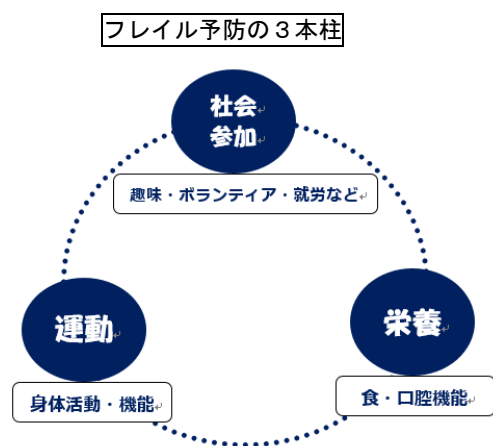 フレイル予防の３本柱
社会
参加
趣味・ボランティア・就労など
運動
身体活動・機能
栄養
食・口腔機能